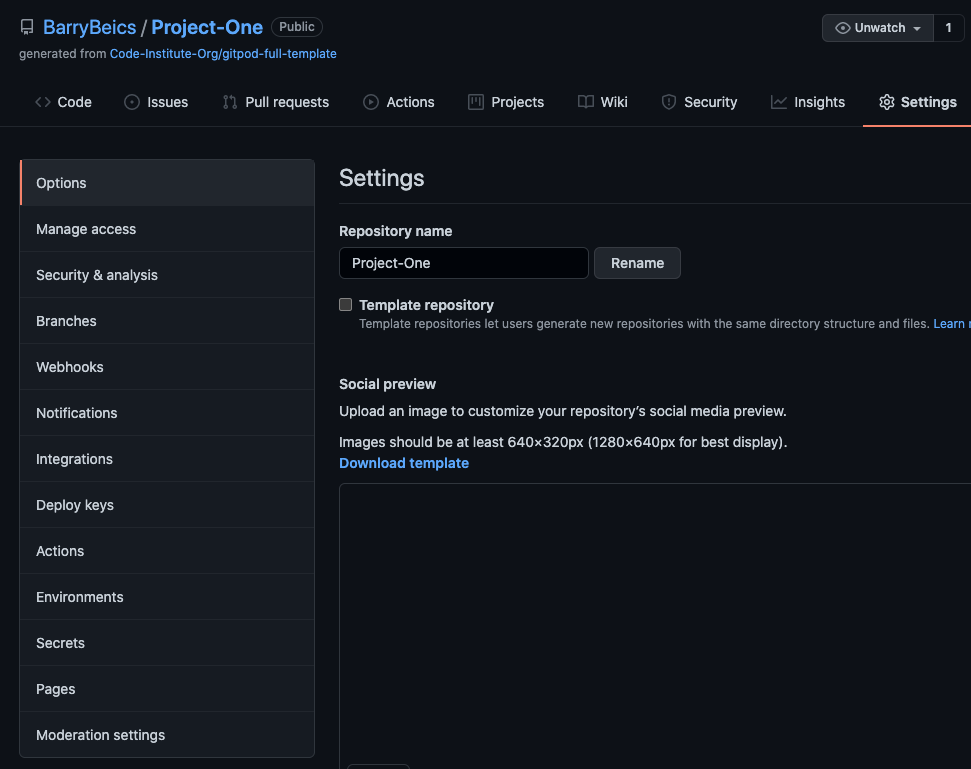 BarryBeics / Project-One Public
Unwatch 1
generated from Code-Institute-Org/gitpod-full-template
Code Issues Pull requests Actions Projects Wiki Security Insights Settings
Options
Manage access
Security & analysis
Branches
Webhooks
Notifications
Integrations
Deploy keys
Actions
Environments
Secrets
Pages
Moderation settings
Settings
Repository name
Project-One Rename
Template repository
Template repositories let users generate new repositories with the same directory structure and files. Learn
Social preview
Upload an image to customize your repository’s social media preview.
Images should be at least 640×320px (1280×640px for best display).
Download template